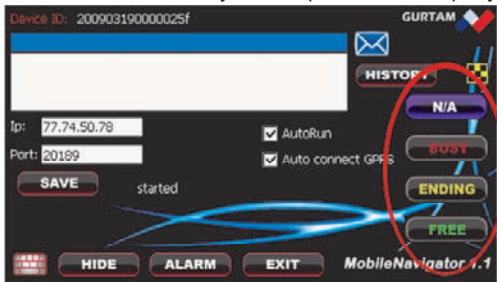 Device ID: 200903190000025f
GURTAM
HISTORY
N/A
Ip: 77.74.50.78
AutoRun
BUSY
Port: 20189
Auto connect GPRS
SAVE
started
ENDING
FREE
HIDE
ALARM
EXIT
MobileNavigator 1.1